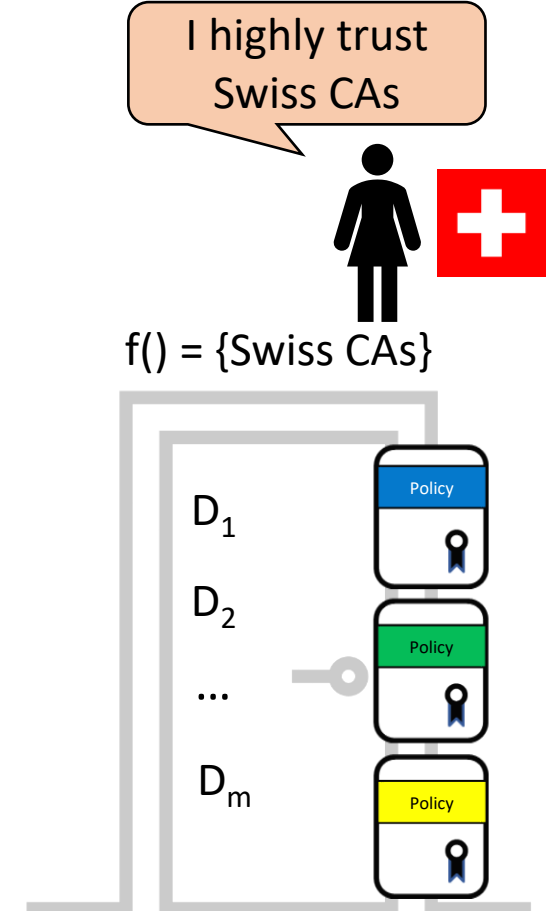 I highly trust
Swiss CAs
f() = {Swiss CAs}
Policy
D₁
D₂
Policy
...
Dₘ
Policy